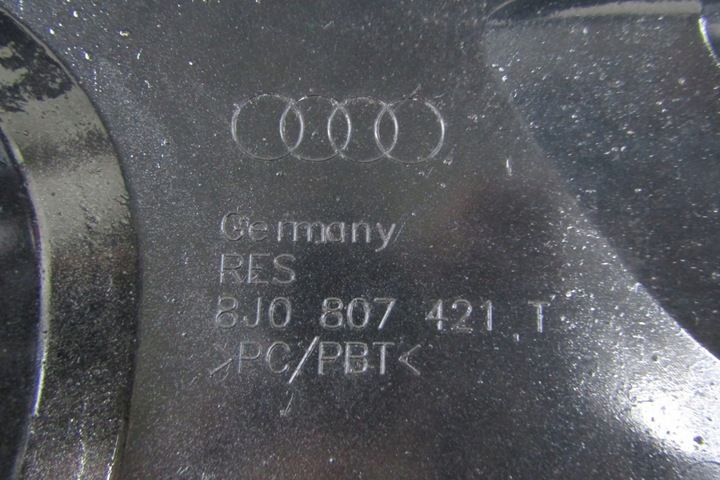 Germany
RES
8J0 807 421 T
>PC/PBT<